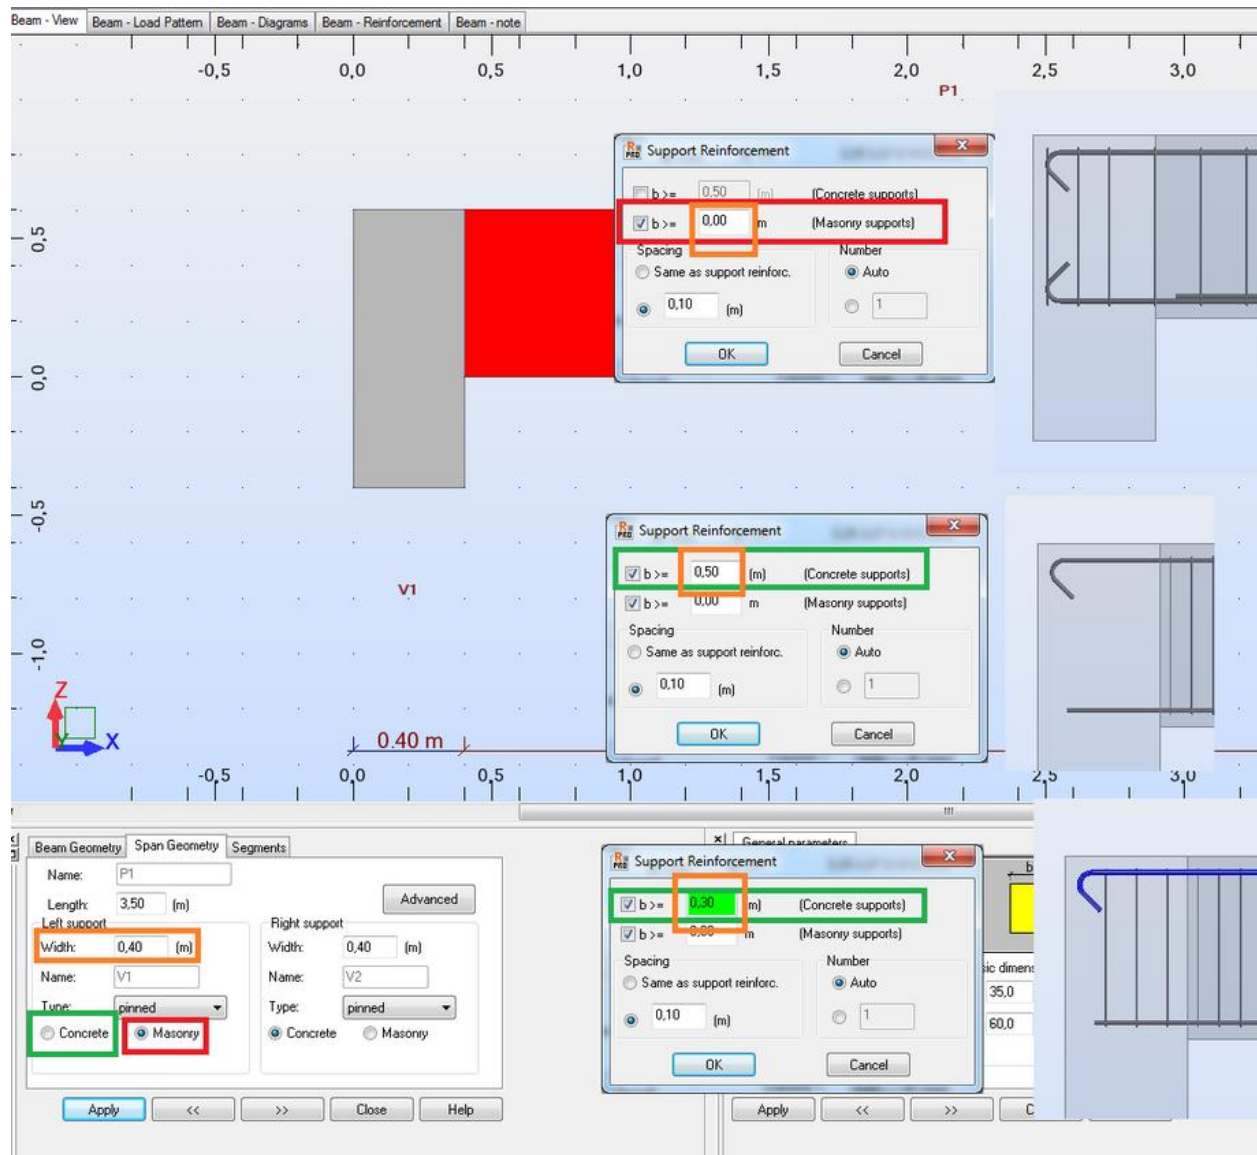 Beam - View Beam - Load Pattern Beam - Diagrams Beam - Reinforcement Beam - note
-0,5 0,0 0,5 1,0 1,5 2,0 2,5 3,0
P1
Support Reinforcement
b >= 0,50 (m) (Concrete supports)
b >= 0,00 m (Masonry supports)
Spacing Number
Same as support reinforc. Auto
0,10 (m) 1
OK Cancel
0,5
0,0
-0,5
-1,0
Support Reinforcement
b >= 0,50 (m) (Concrete supports)
b >= 0,00 m (Masonry supports)
Spacing Number
Same as support reinforc. Auto
0,10 (m) 1
OK Cancel
V1
Z
Y
X
0.40 m
-0,5 0,0 0,5 1,0 1,5 2,0 2,5 3,0
Beam Geometry Span Geometry Segments
Name: P1
Length: 3,50 (m) Advanced
Left support Right support
Width: 0,40 (m) Width: 0,40 (m)
Name: V1 Name: V2
Type: pinned Type: pinned
Concrete Masonry Concrete Masonry
Apply << >> Close Help
General parameters
Support Reinforcement
b >= 0,30 m) (Concrete supports)
b >= 0,00 m (Masonry supports)
Spacing Number
Same as support reinforc. Auto
0,10 (m) 1
OK Cancel
b
sic dimens
35,0
60,0
Apply << >> C